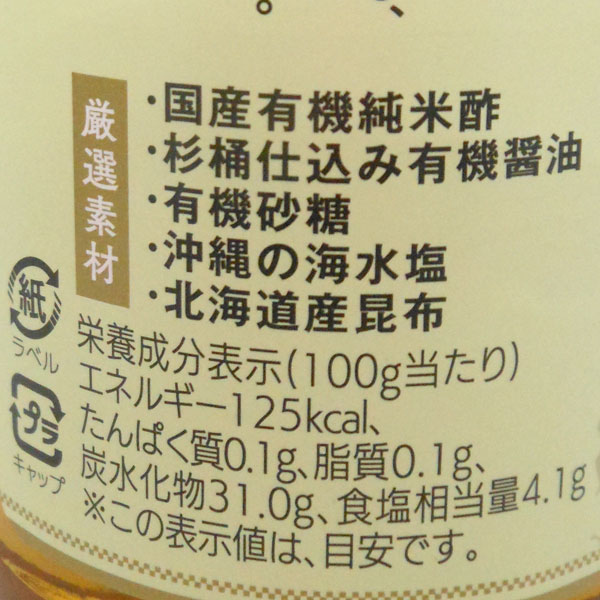 厳選素材
・国産有機純米酢
・杉桶仕込み有機醤油
・有機砂糖
・沖縄の海水塩
・北海道産昆布
紙
ラベル
プラ
キャップ
栄養成分表示(100g当たり)
エネルギー125kcal、
たんぱく質0.1g、脂質0.1g、
炭水化物31.0g、食塩相当量4.1g
※この表示値は、目安です。